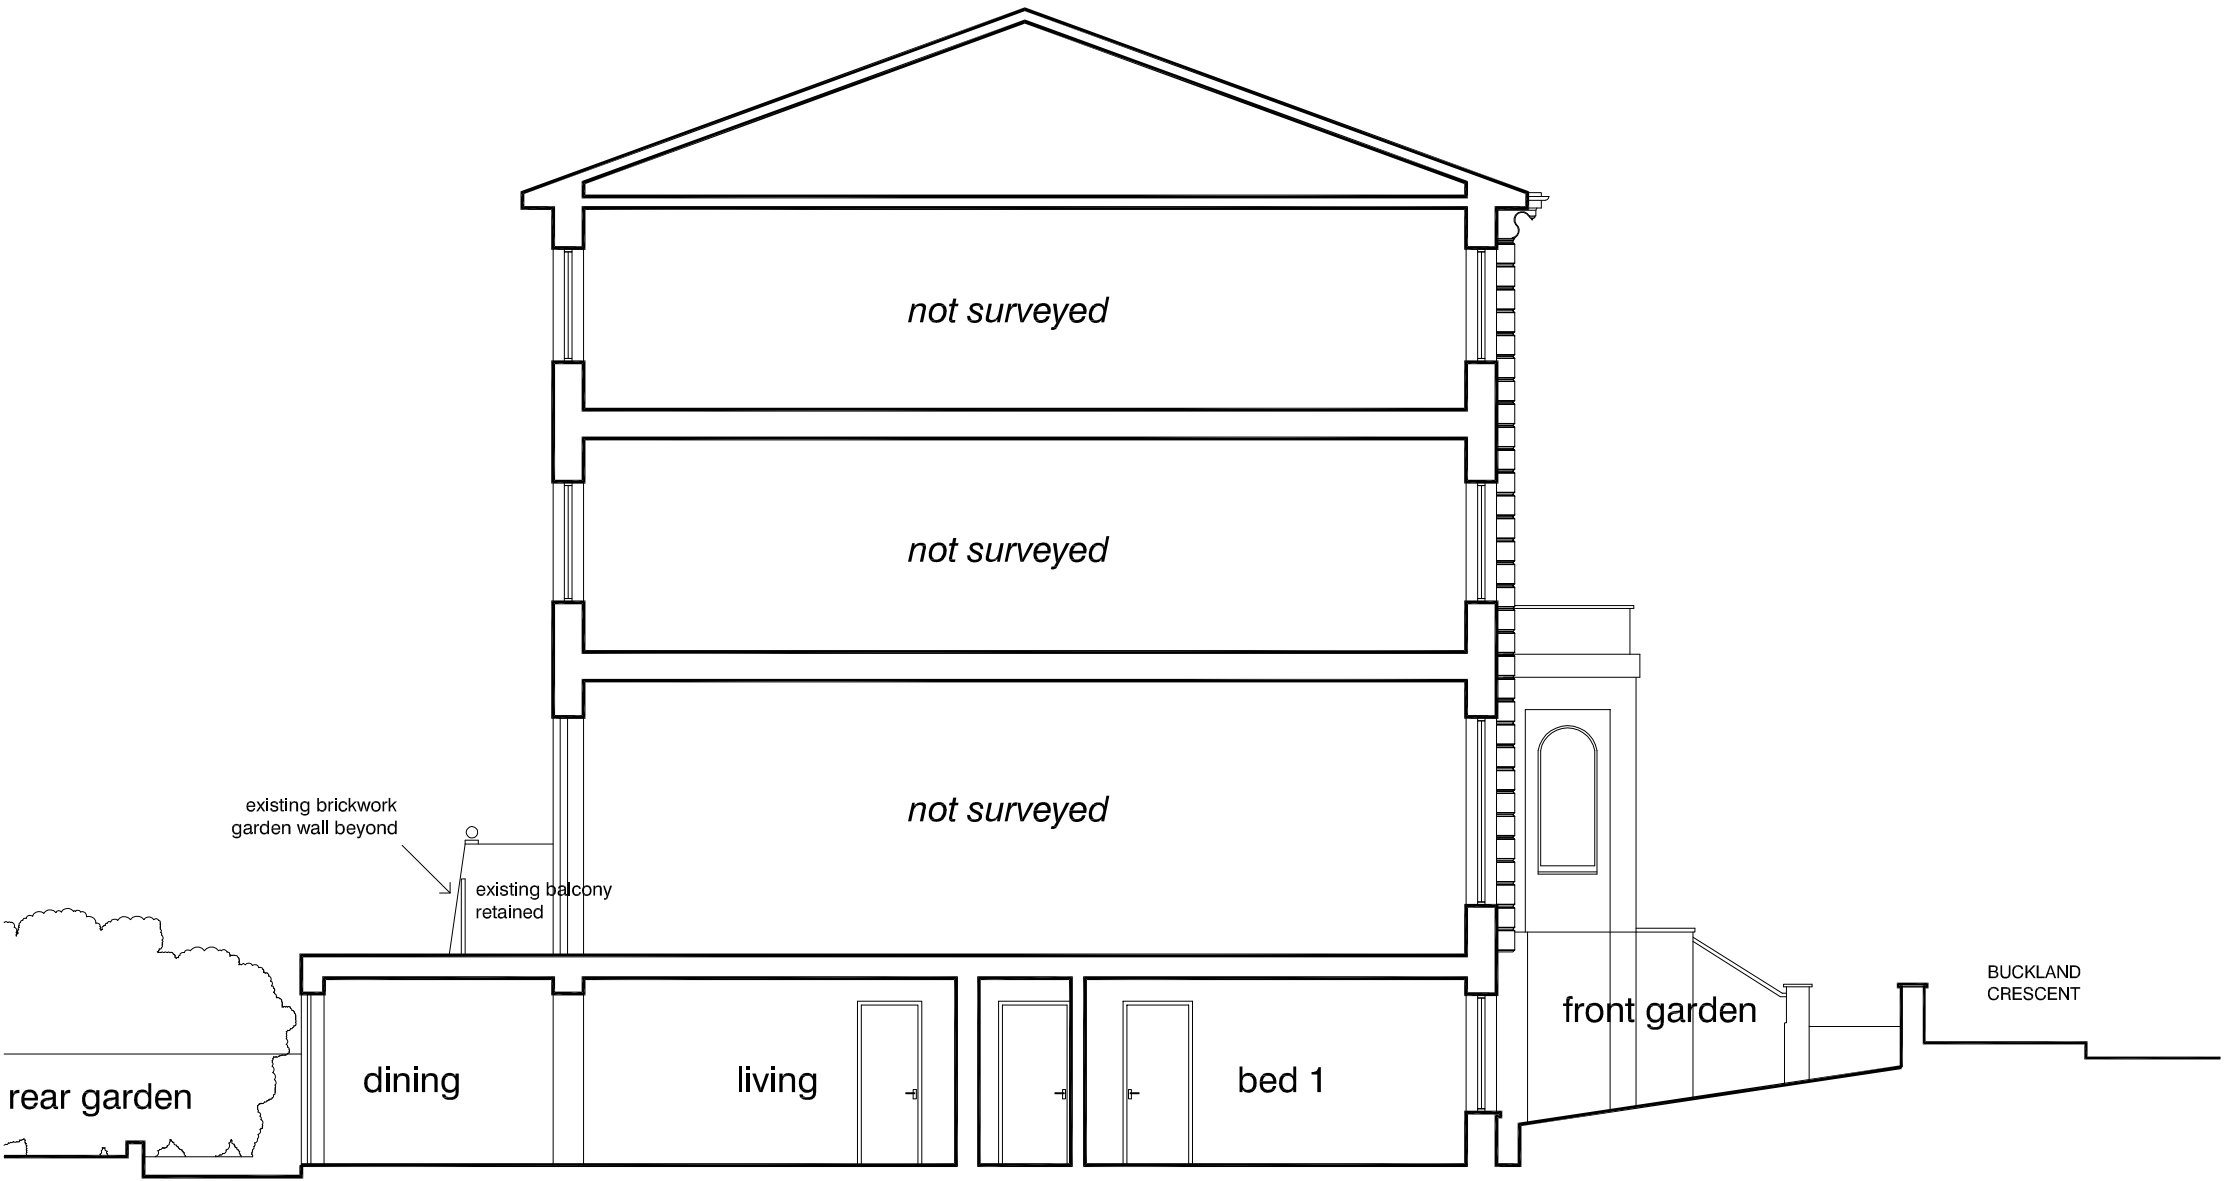 not surveyed
not surveyed
not surveyed
existing brickwork
garden wall beyond
existing balcony
retained
BUCKLAND
CRESCENT
front garden
rear garden
dining
living
bed 1